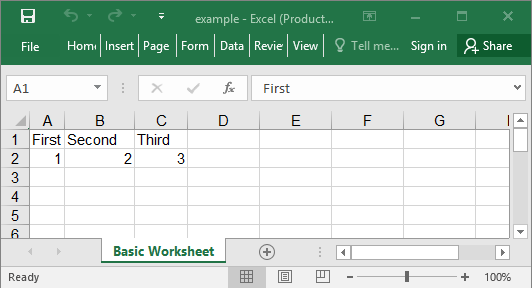 example - Excel (Product...
File Home Insert Page Form Data Revie View Tell me... Sign in Share
A1 fx First
A B C D E F G
1 First Second Third
2 1 2 3
3
4
5
6
Basic Worksheet
Ready 100%